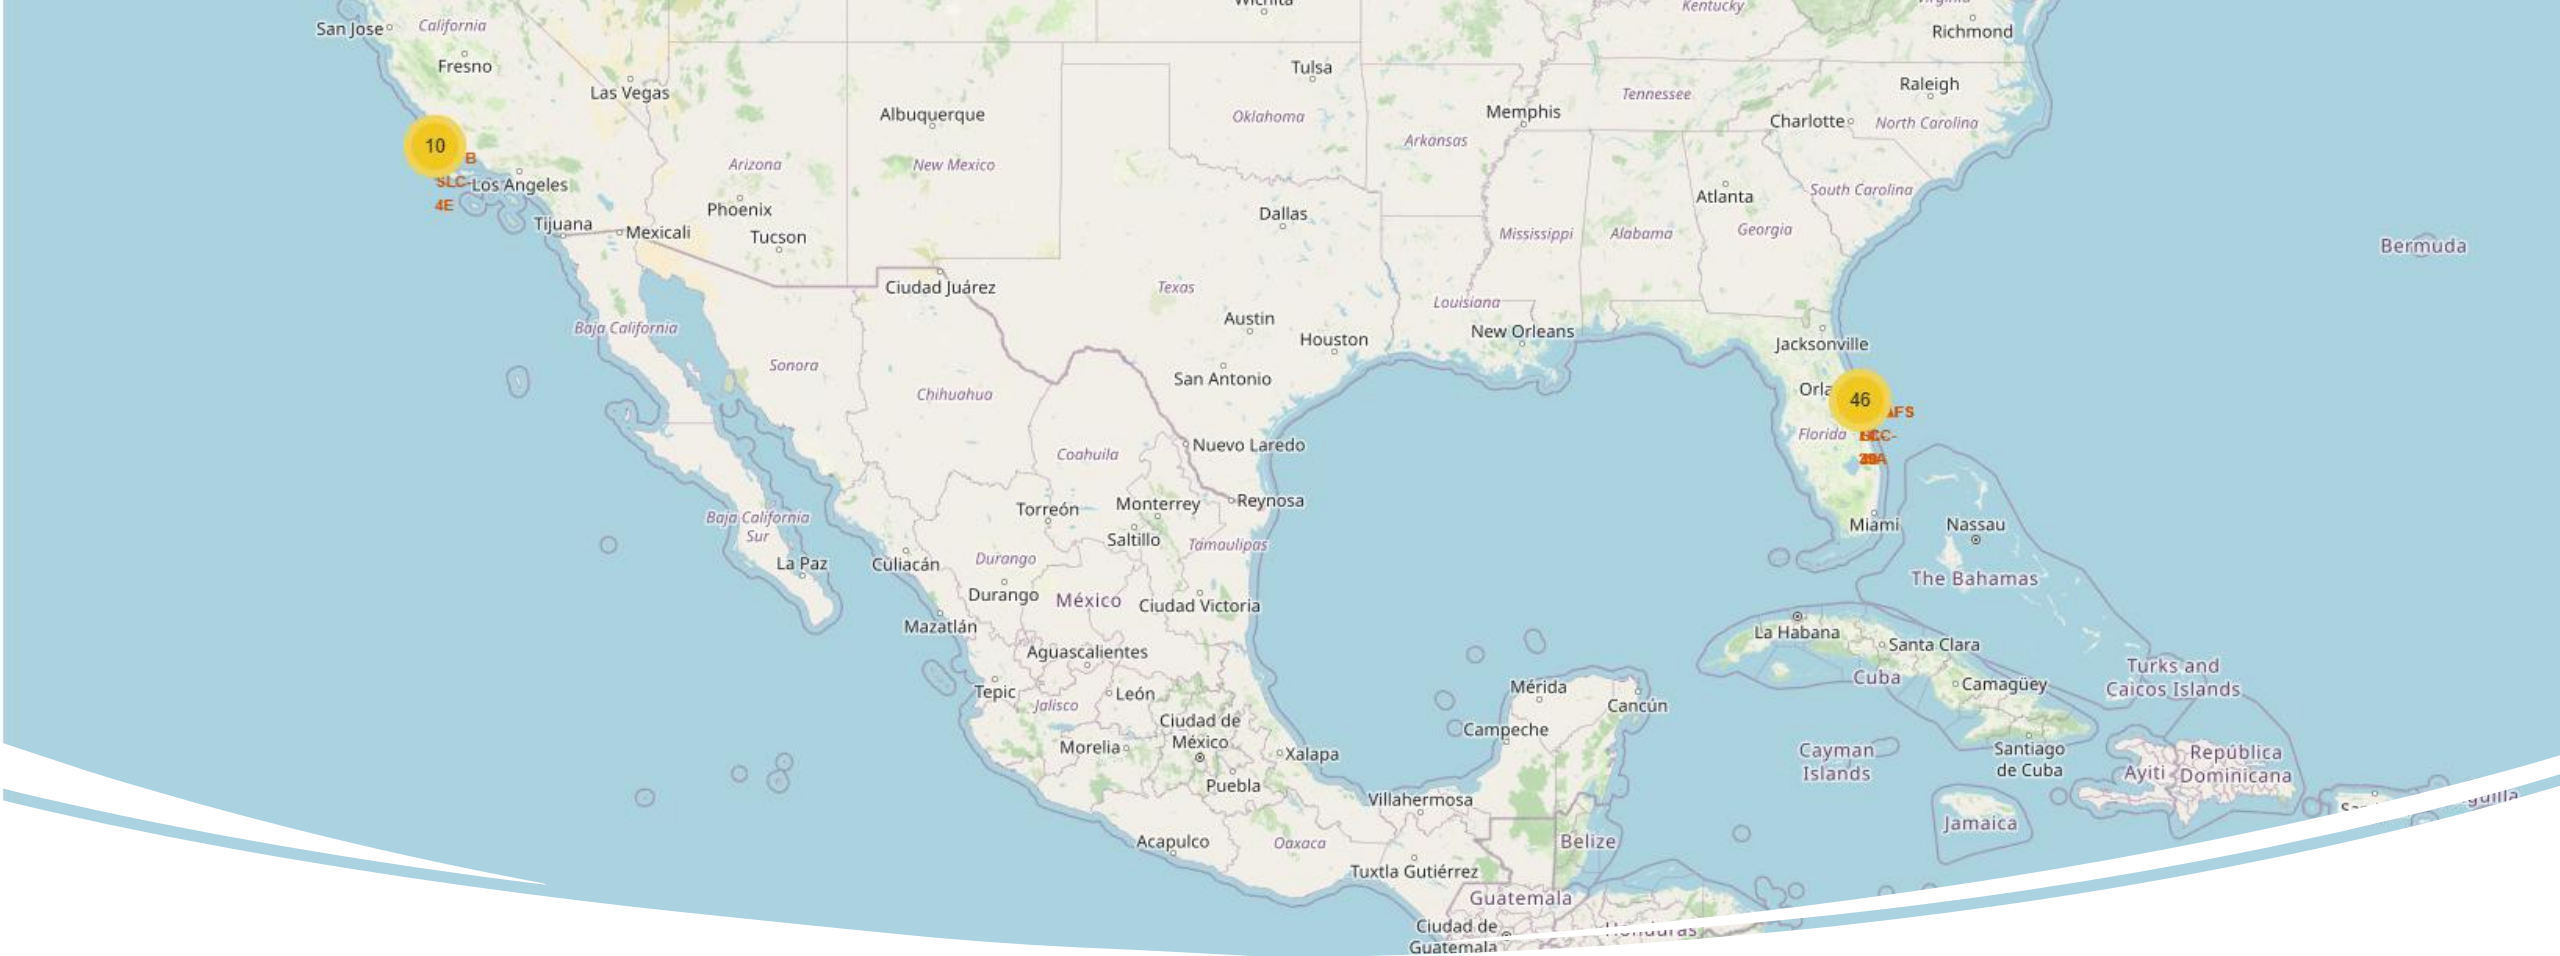 Wichita
Kentucky
San Jose
California
Richmond
Fresno
Tulsa
Raleigh
Las Vegas
Tennessee
Albuquerque
Oklahoma
Memphis
Charlotte
North Carolina
10
B
Arkansas
Arizona
New Mexico
SLC-
Los Angeles
4E
South Carolina
Atlanta
Phoenix
Dallas
Tijuana
Mexicali
Tucson
Mississippi
Alabama
Georgia
Bermuda
Ciudad Juárez
Texas
Louisiana
Austin
Baja California
Houston
New Orleans
Jacksonville
Sonora
San Antonio
Orla
46
AFS
Chihuahua
Florida
Coahuila
Nuevo Laredo
Torreón
Monterrey
Reynosa
Baja California
Sur
Saltillo
Tamaulipas
Miami
Nassau
La Paz
Culiacán
Durango
The Bahamas
Durango
México
Ciudad Victoria
Mazatlán
La Habana
Santa Clara
Aguascalientes
Turks and
Caicos Islands
Cuba
Camagüey
Tepic
León
Mérida
Jalisco
Cancún
Ciudad de
México
Campeche
Morelia
Xalapa
Cayman
Islands
Santiago
de Cuba
República
Dominicana
Ayiti
Puebla
Villahermosa
Acapulco
Oaxaca
Belize
Jamaica
Tuxtla Gutiérrez
Guatemala
Ciudad de
Guatemala
Honduras